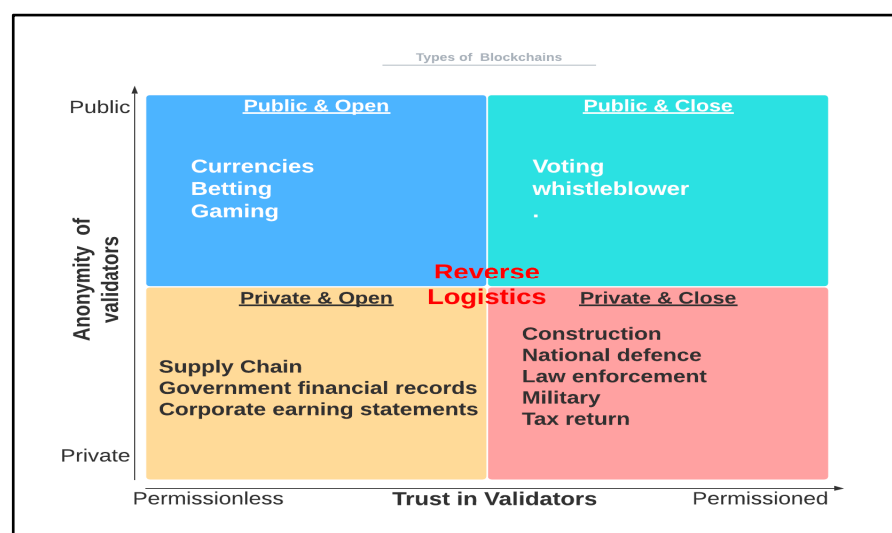 Types of Blockchains
Public
Public & Open
Public & Close
Currencies
Betting
Gaming
Voting
whistleblower
.
Anonymity of
validators
Reverse
Logistics
Private & Open
Private & Close
Supply Chain
Government financial records
Corporate earning statements
Construction
National defence
Law enforcement
Military
Tax return
Private
Permissionless
Trust in Validators
Permissioned